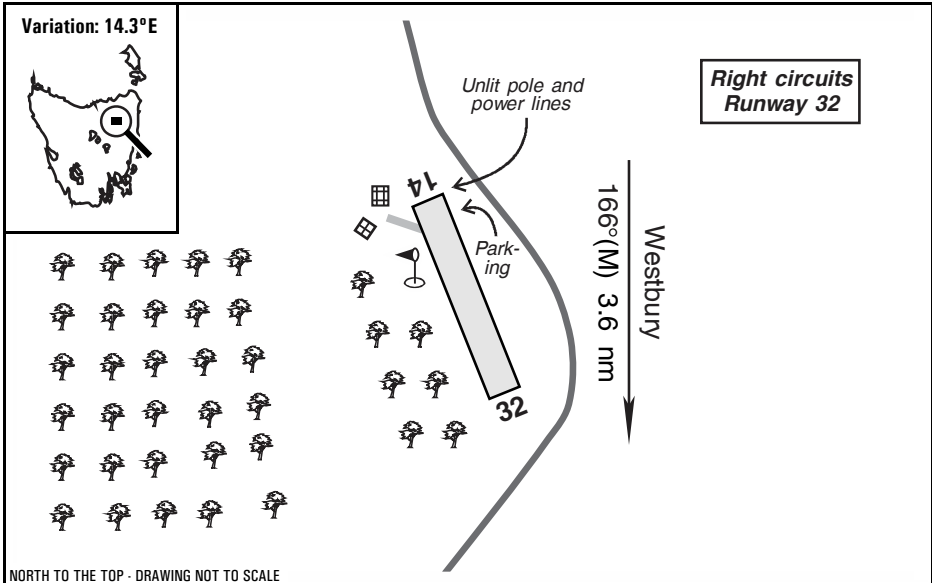 Variation: 14.3°E
Unlit pole and
power lines
Right circuits
Runway 32
14
Park-
ing
Westbury
166°(M) 3.6 nm
32
NORTH TO THE TOP - DRAWING NOT TO SCALE